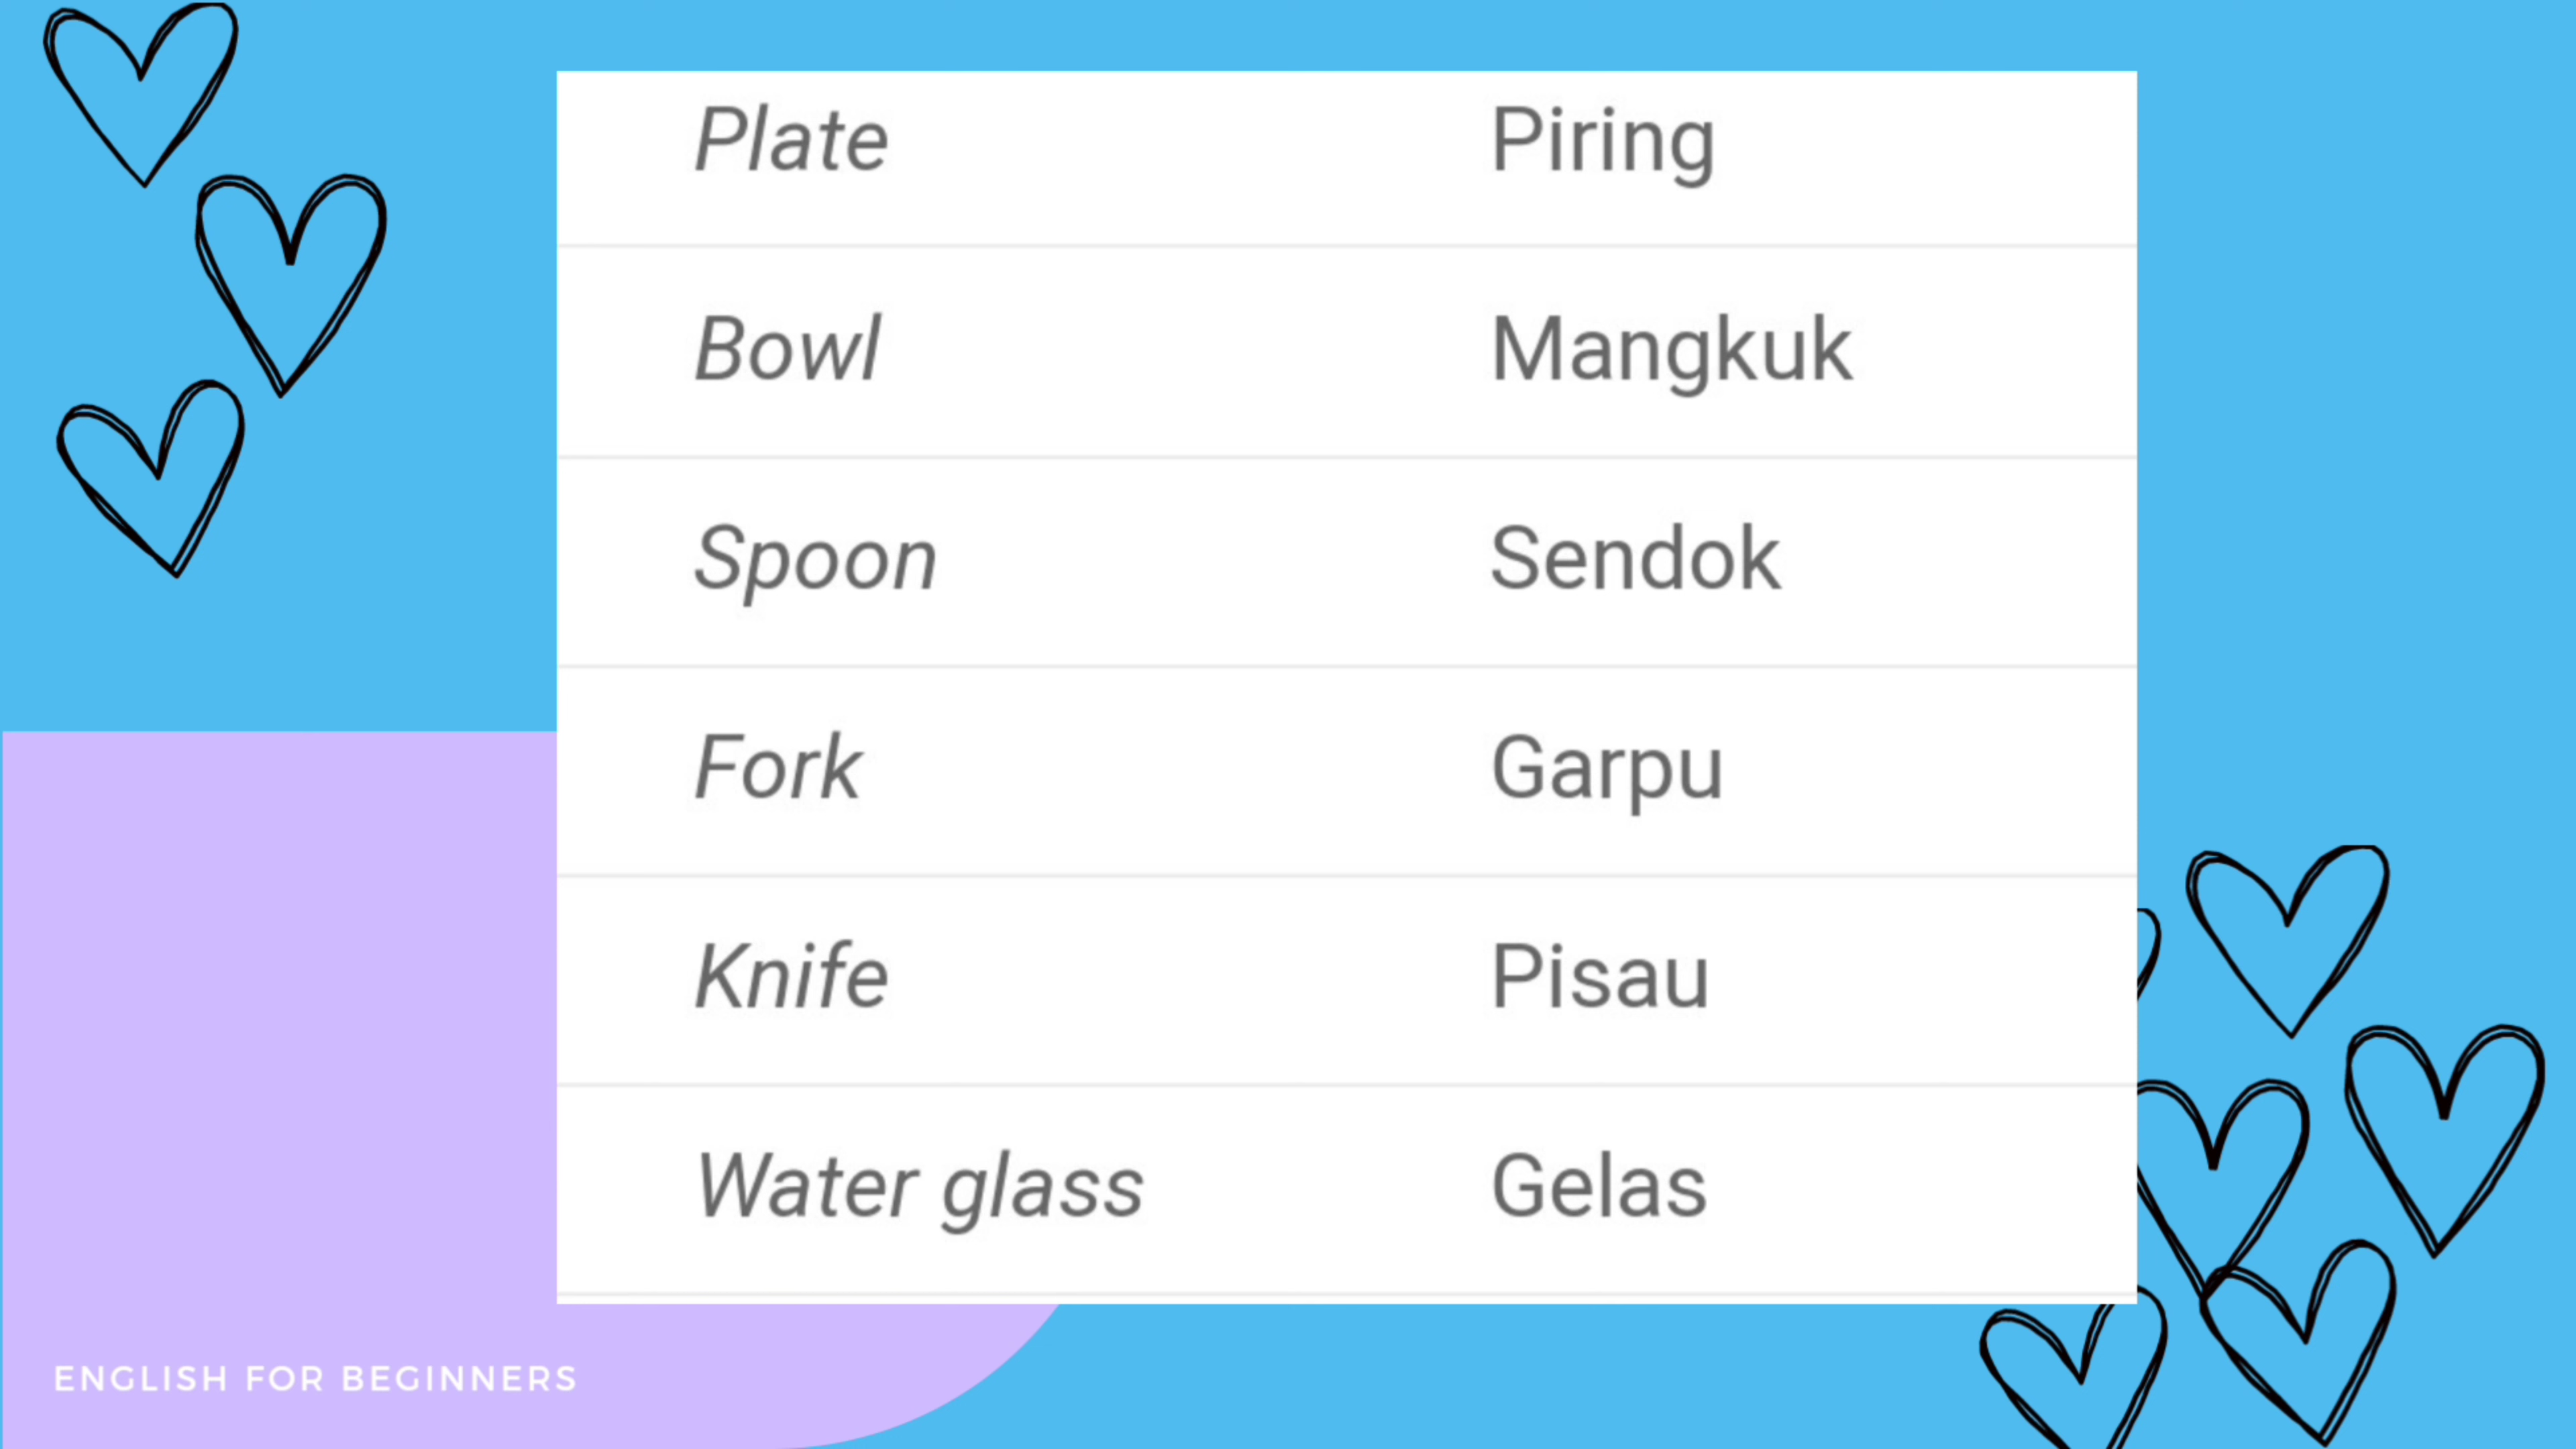 Plate Piring
Bowl Mangkuk
Spoon Sendok
Fork Garpu
Knife Pisau
Water glass Gelas
ENGLISH FOR BEGINNERS